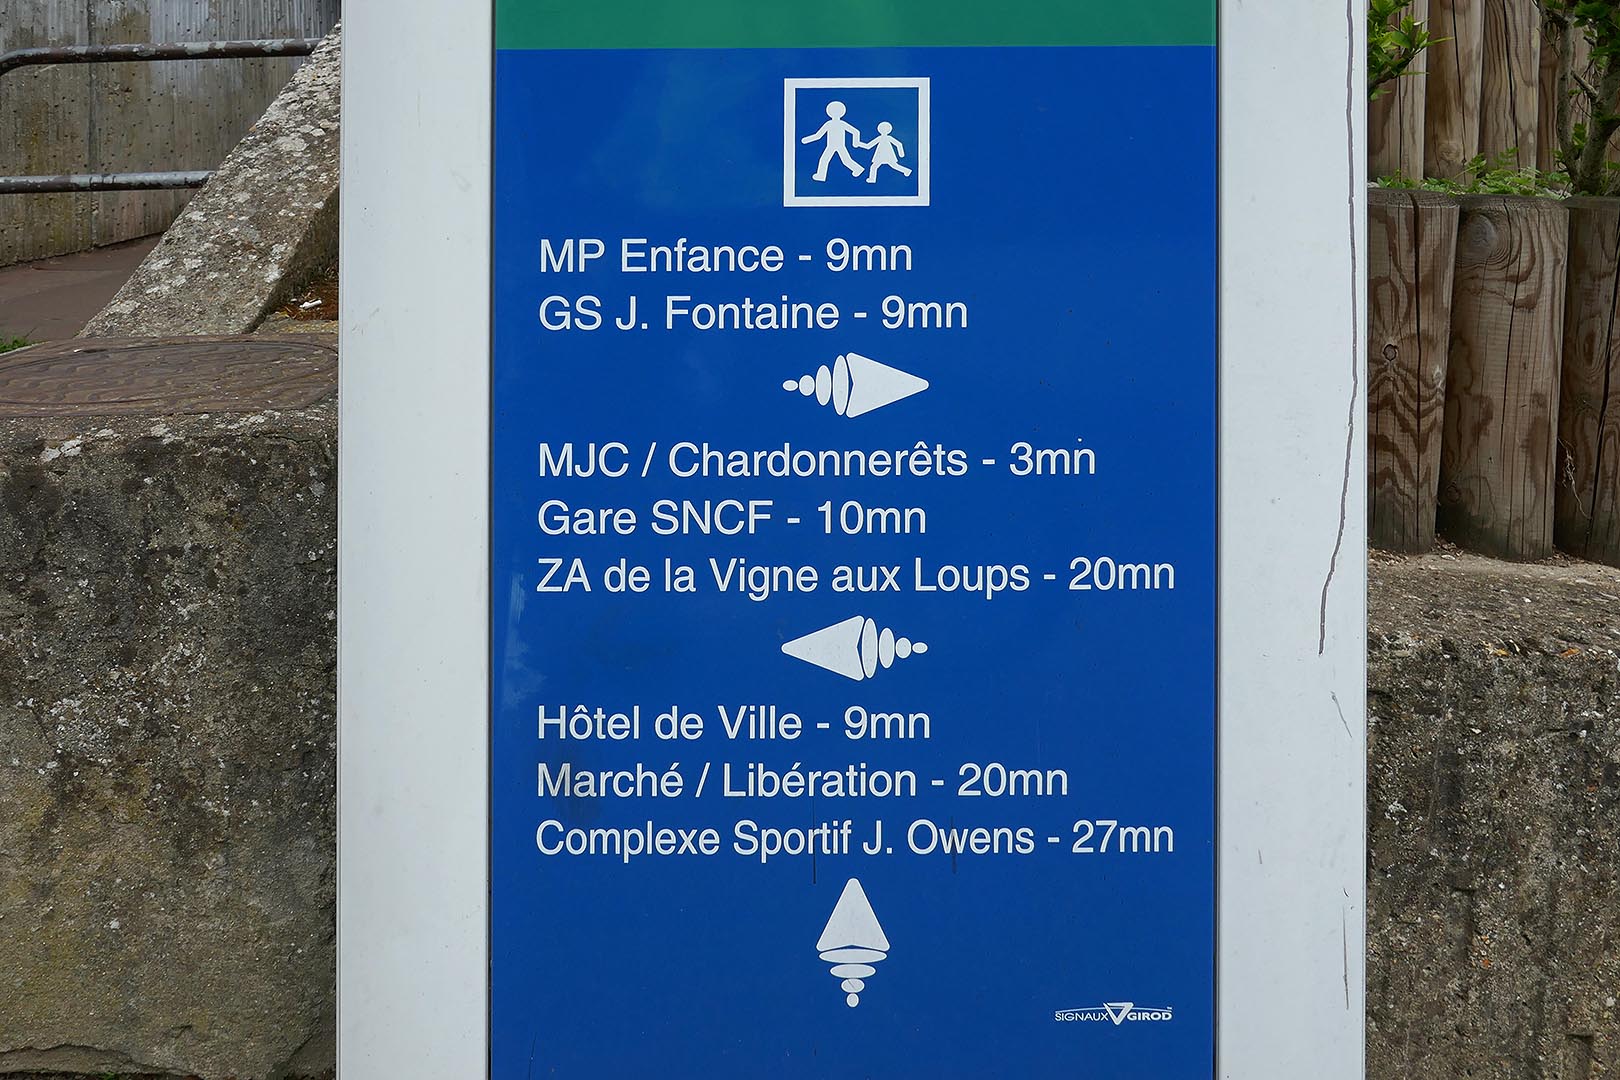 MP Enfance - 9mn
GS J. Fontaine - 9mn
MJC / Chardonnerêts - 3mn
Gare SNCF - 10mn
ZA de la Vigne aux Loups - 20mn
Hôtel de Ville - 9mn
Marché / Libération - 20mn
Complexe Sportif J. Owens - 27mn
SIGNAUX GIROD